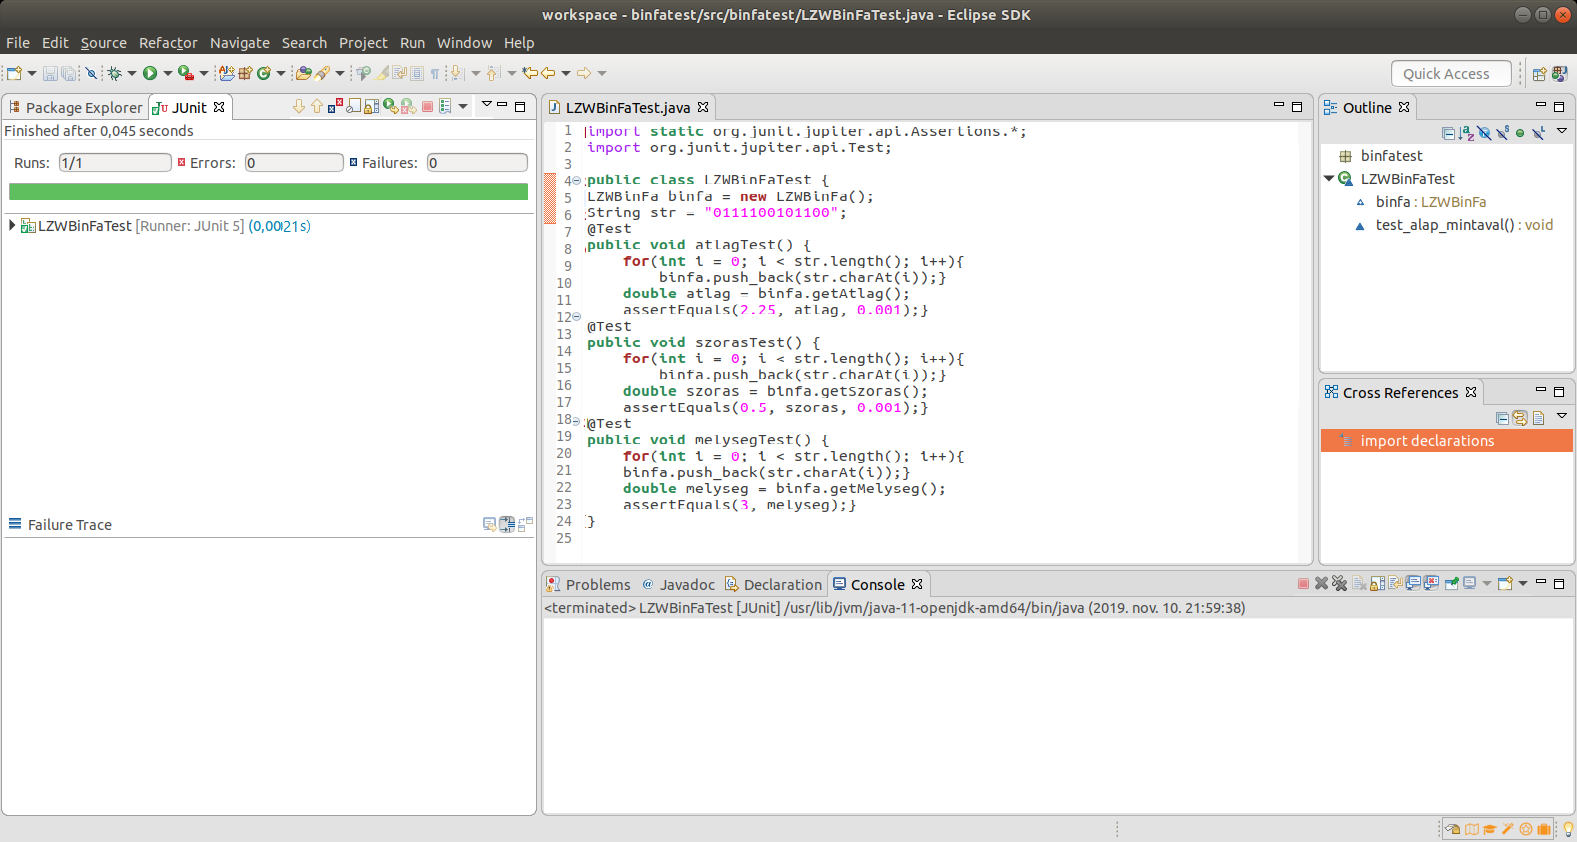 workspace - binfatest/src/binfatest/LZWBinFaTest.java - Eclipse SDK
File Edit Source Refactor Navigate Search Project Run Window Help
Quick Access
Package Explorer JUnit
Finished after 0,045 seconds
Runs: 1/1 Errors: 0 Failures: 0
LZWBinFaTest [Runner: JUnit 5] (0,0021s)
Failure Trace
LZWBinFaTest.java
1 import static org.junit.jupiter.api.Assertions.*;
2 import org.junit.jupiter.api.Test;
3
4 public class LZWBinFaTest {
5 LZWBinFa binfa = new LZWBinFa();
6 String str = "0111100101100";
7 @Test
8 public void atlagTest() {
9 for(int i = 0; i < str.length(); i++){
10 binfa.push_back(str.charAt(i));}
11 double atlag = binfa.getAtlag();
12 assertEquals(2.25, atlag, 0.001);}
13 @Test
14 public void szorasTest() {
15 for(int i = 0; i < str.length(); i++){
16 binfa.push_back(str.charAt(i));}
17 double szoras = binfa.getSzoras();
18 assertEquals(0.5, szoras, 0.001);}
19 @Test
20 public void melysegTest() {
21 for(int i = 0; i < str.length(); i++){
22 binfa.push_back(str.charAt(i));}
23 double melyseg = binfa.getMelyseg();
24 assertEquals(3, melyseg);}
25 }
Outline
binfatest
LZWBinFaTest
binfa : LZWBinFa
test_alap_mintaval() : void
Cross References
import declarations
Problems Javadoc Declaration Console
<terminated> LZWBinFaTest [JUnit] /usr/lib/jvm/java-11-openjdk-amd64/bin/java (2019. nov. 10. 21:59:38)